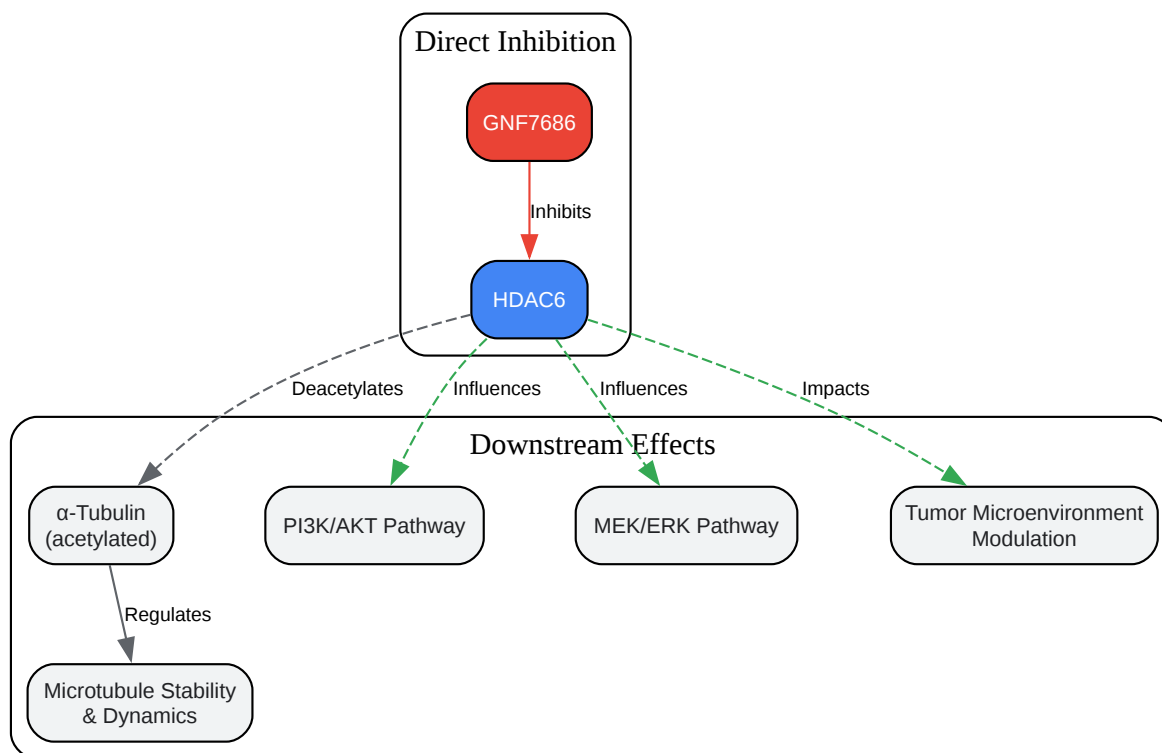 Direct Inhibition
GNF7686
Inhibits
HDAC6
Deacetylates
Influences
Influences
Impacts
Downstream Effects
α-Tubulin
(acetylated)
PI3K/AKT Pathway
MEK/ERK Pathway
Tumor Microenvironment
Modulation
Regulates
Microtubule Stability
& Dynamics